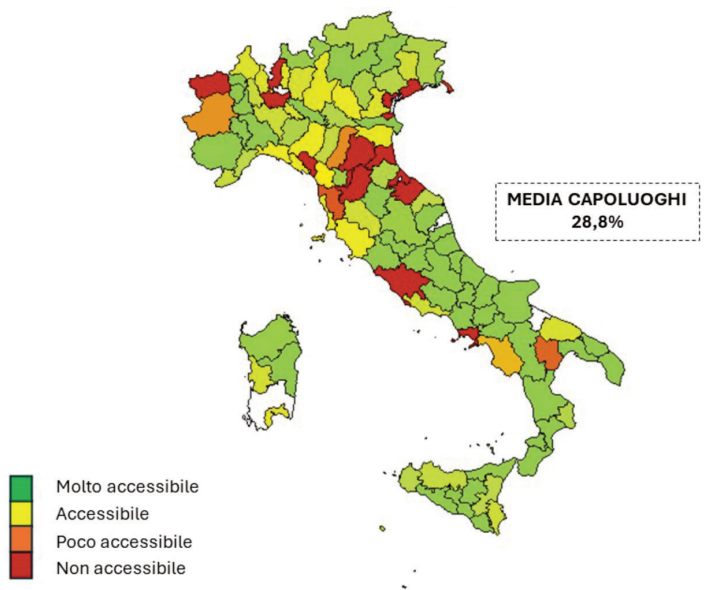 MEDIA CAPOLUOGHI
28,8%
Molto accessibile
Accessibile
Poco accessibile
Non accessibile